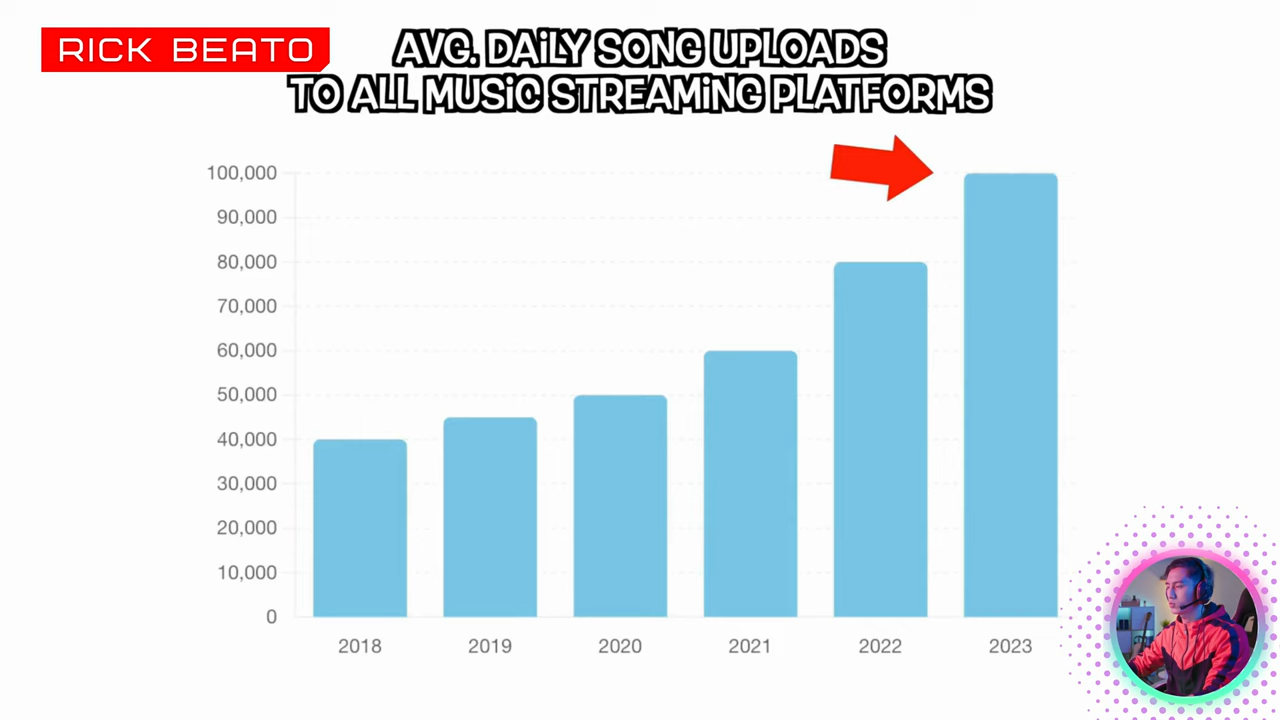 RICK BEATO
AVG. DAiLY SONG UPLOADS
TO ALL MUSiC STREAMiNG PLATFORMS
100,000
90,000
80,000
70,000
60,000
50,000
40,000
30,000
20,000
10,000
0
2018 2019 2020 2021 2022 2023